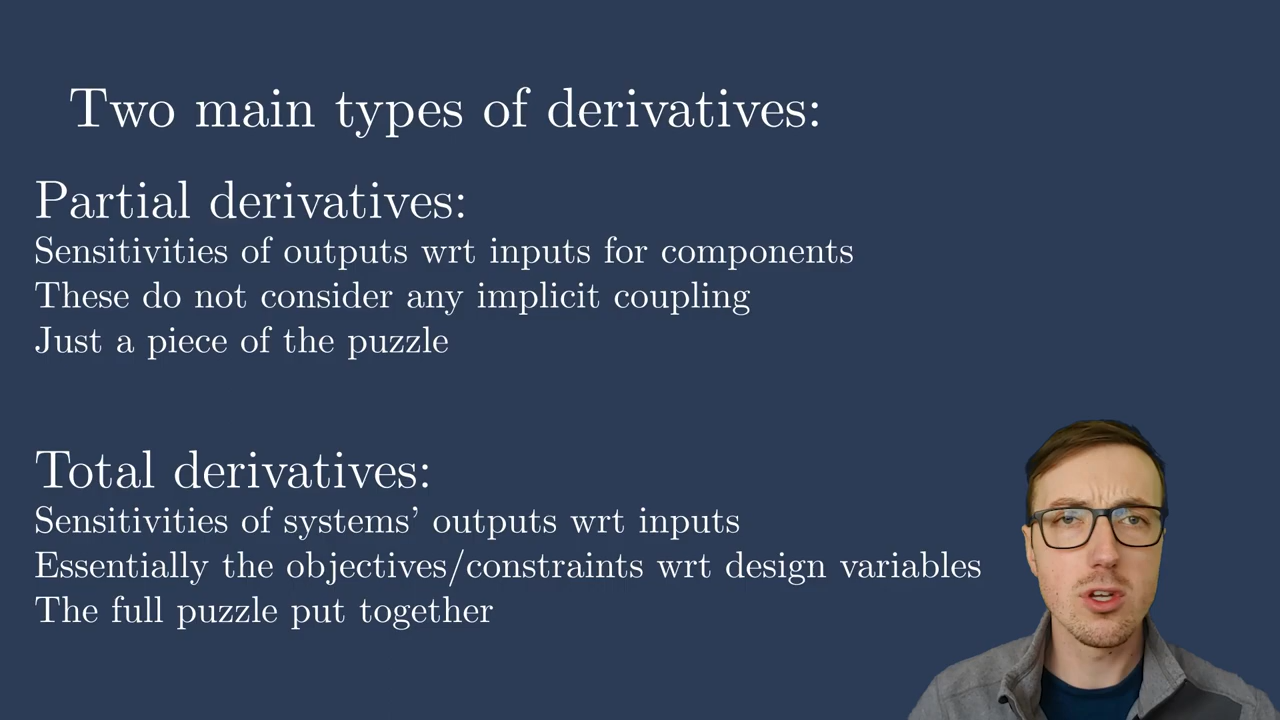 Two main types of derivatives:
Partial derivatives:
Sensitivities of outputs wrt inputs for components
These do not consider any implicit coupling
Just a piece of the puzzle
Total derivatives:
Sensitivities of systems’ outputs wrt inputs
Essentially the objectives/constraints wrt design variables
The full puzzle put together